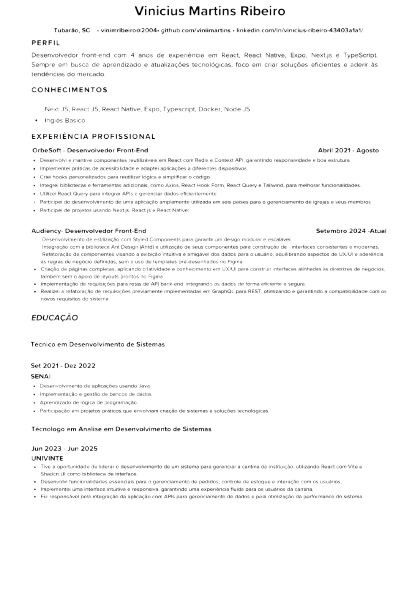 Vinicius Martins Ribeiro
Tubarão, SC - vinimribeiro@2004• github.com/viniimartins • linkedin.com/in/vinicius-ribeiro-43403a1a1/
PERFIL
Desenvolvedor front-end com 4 anos de experiência em React, React Native, Expo, Next.js e TypeScript.
Sempre em busca de aprendizado e atualizações tecnológicas, foco em criar soluções eficientes e aderir às
tendências do mercado.
CONHECIMENTOS
Next JS, React JS, React Native, Expo, Typescript, Docker, Node JS.
• Inglês Básico
EXPERIÊNCIA PROFISSIONAL
OrbeSoft - Desenvolvedor Front-End Abril 2021 - Agosto
• Desenvolvi e mantive componentes reutilizáveis em React com Redis e Context API, garantindo responsividade e boa estrutura.
• Implementei práticas de acessibilidade e adaptei aplicações a diferentes dispositivos.
• Criei hooks personalizados para reutilizar lógica e simplificar o código.
• Integrei bibliotecas e ferramentas adicionais, como Axios, React Hook Form, React Query e Tailwind, para melhorar funcionalidades.
• Utilizei React Query para integrar APIs e gerenciar dados eficientemente.
• Participei do desenvolvimento de uma aplicação amplamente utilizada em seis países para o gerenciamento de igrejas e seus membros.
• Participei de projetos usando Next.js, React.js e React Native;
Audiency- Desenvolvedor Front-End Setembro 2024 -Atual
Desenvolvimento de estilização com Styled Components para garantir um design modular e escalável.
Integração com a biblioteca Ant Design (Antd) e utilização de seus componentes para construção de interfaces consistentes e modernas.
Refatoração de componentes visando a exibição intuitiva e amigável dos dados para o usuário, equilibrando aspectos de UX/UI e aderência
às regras de negócio definidas, sem o uso de templates pré-desenhados no Figma.
• Criação de páginas completas, aplicando criatividade e conhecimento em UX/UI para construir interfaces alinhadas às diretrizes de negócios,
também sem o apoio de layouts prontos no Figma.
• Implementação de requisições para rotas de API back-end, integrando os dados de forma eficiente e segura.
• Realizei a refatoração de requisições previamente implementadas em GraphQL para REST, otimizando e garantindo a compatibilidade com os
novos requisitos do sistema.
EDUCAÇÃO
Técnico em Desenvolvimento de Sistemas
Set 2021 - Dez 2022
SENAI
• Desenvolvimento de aplicações usando Java.
• Implementação e gestão de bancos de dados.
• Aprendizado de lógica de programação.
• Participação em projetos práticos que envolviam criação de sistemas e soluções tecnológicas.
Tecnólogo em Análise em Desenvolvimento de Sistemas
Jun 2023 - Jun 2025
UNIVINTE
• Tive a oportunidade de liderar o desenvolvimento de um sistema para gerenciar a cantina da instituição, utilizando React com Vite e
Shadcn UI como biblioteca de interface.
• Desenvolvi funcionalidades essenciais para o gerenciamento de pedidos, controle de estoque e interação com os usuários.
• Implementei uma interface intuitiva e responsiva, garantindo uma experiência fluida para os usuários da cantina.
• Fui responsável pela integração da aplicação com APIs para gerenciamento de dados e pela otimização da performance do sistema.